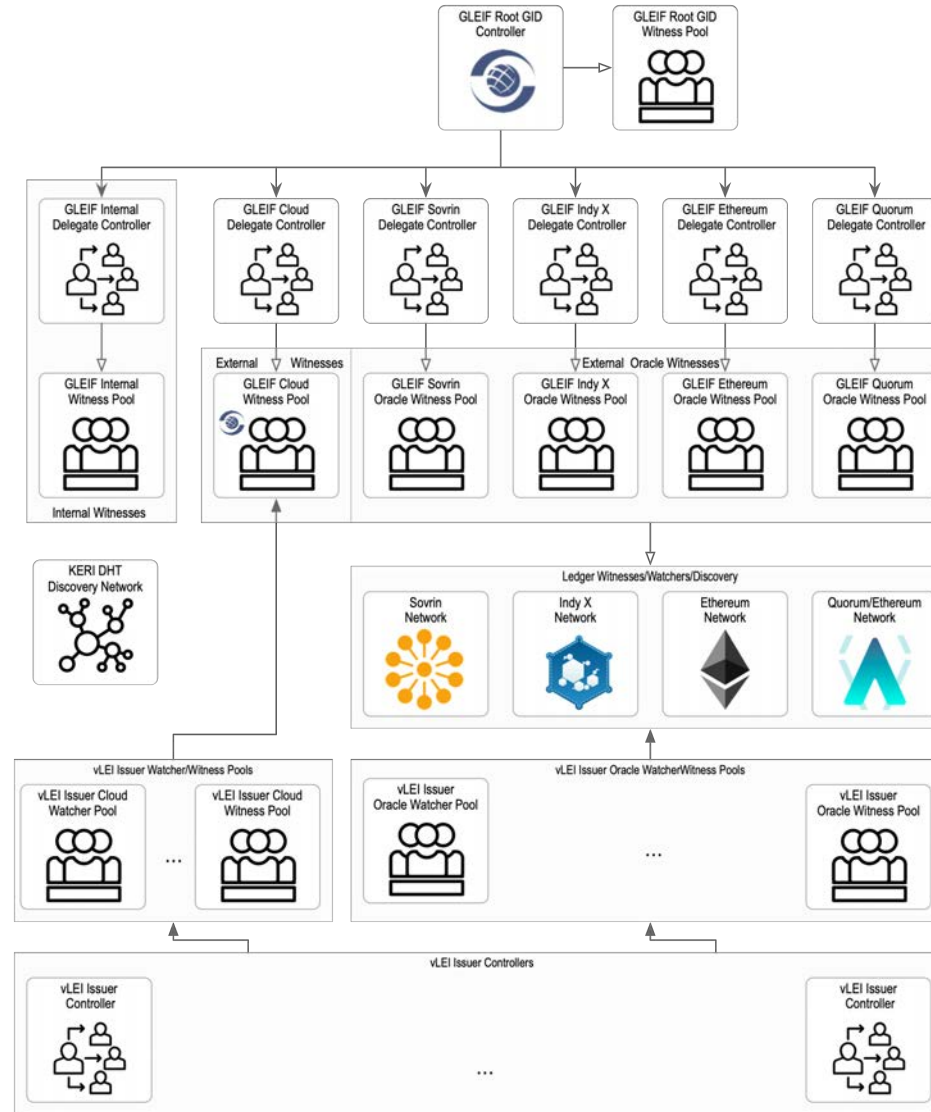 GLEIF Root GID
Controller
GLEIF Root GID
Witness Pool
GLEIF Internal
Delegate Controller
GLEIF Cloud
Delegate Controller
GLEIF Sovrin
Delegate Controller
GLEIF Indy X
Delegate Controller
GLEIF Ethereum
Delegate Controller
GLEIF Quorum
Delegate Controller
External Witnesses
External Oracle Witnesses
GLEIF Internal
Witness Pool
GLEIF Cloud
Witness Pool
GLEIF Sovrin
Oracle Witness Pool
GLEIF Indy X
Oracle Witness Pool
GLEIF Ethereum
Oracle Witness Pool
GLEIF Quorum
Oracle Witness Pool
Internal Witnesses
KERI DHT
Discovery Network
Ledger Witnesses/Watchers/Discovery
Sovrin
Network
Indy X
Network
Ethereum
Network
Quorum/Ethereum
Network
vLEI Issuer Watcher/Witness Pools
vLEI Issuer Cloud
Watcher Pool
...
vLEI Issuer Cloud
Witness Pool
vLEI Issuer Oracle WatcherWitness Pools
vLEI Issuer
Oracle Watcher Pool
...
vLEI Issuer
Oracle Witness Pool
vLEI Issuer Controllers
vLEI Issuer
Controller
...
vLEI Issuer
Controller